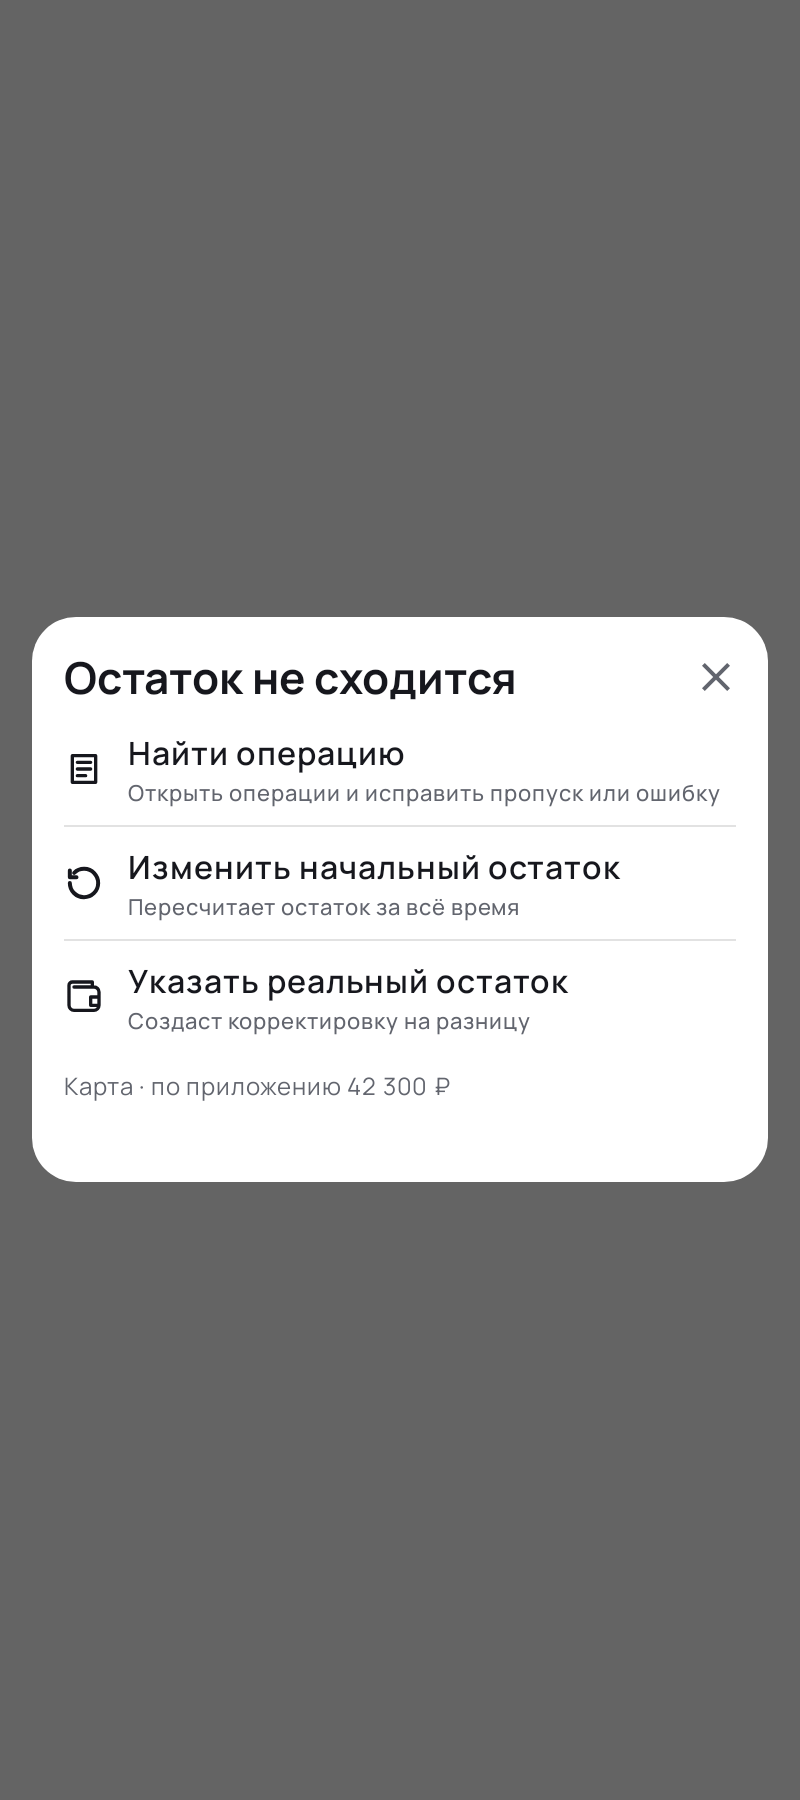 Остаток не сходится
Найти операцию
Открыть операции и исправить пропуск или ошибку
Изменить начальный остаток
Пересчитает остаток за всё время
Указать реальный остаток
Создаст корректировку на разницу
Карта · по приложению 42 300 ₽